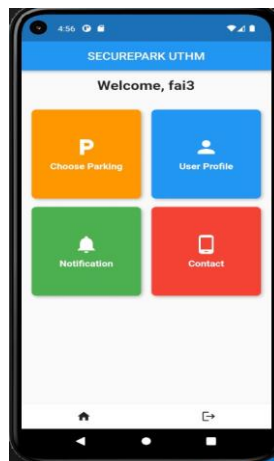 4:56
SECUREPARK UTHM
Welcome, fai3
P
Choose Parking
User Profile
Notification
Contact